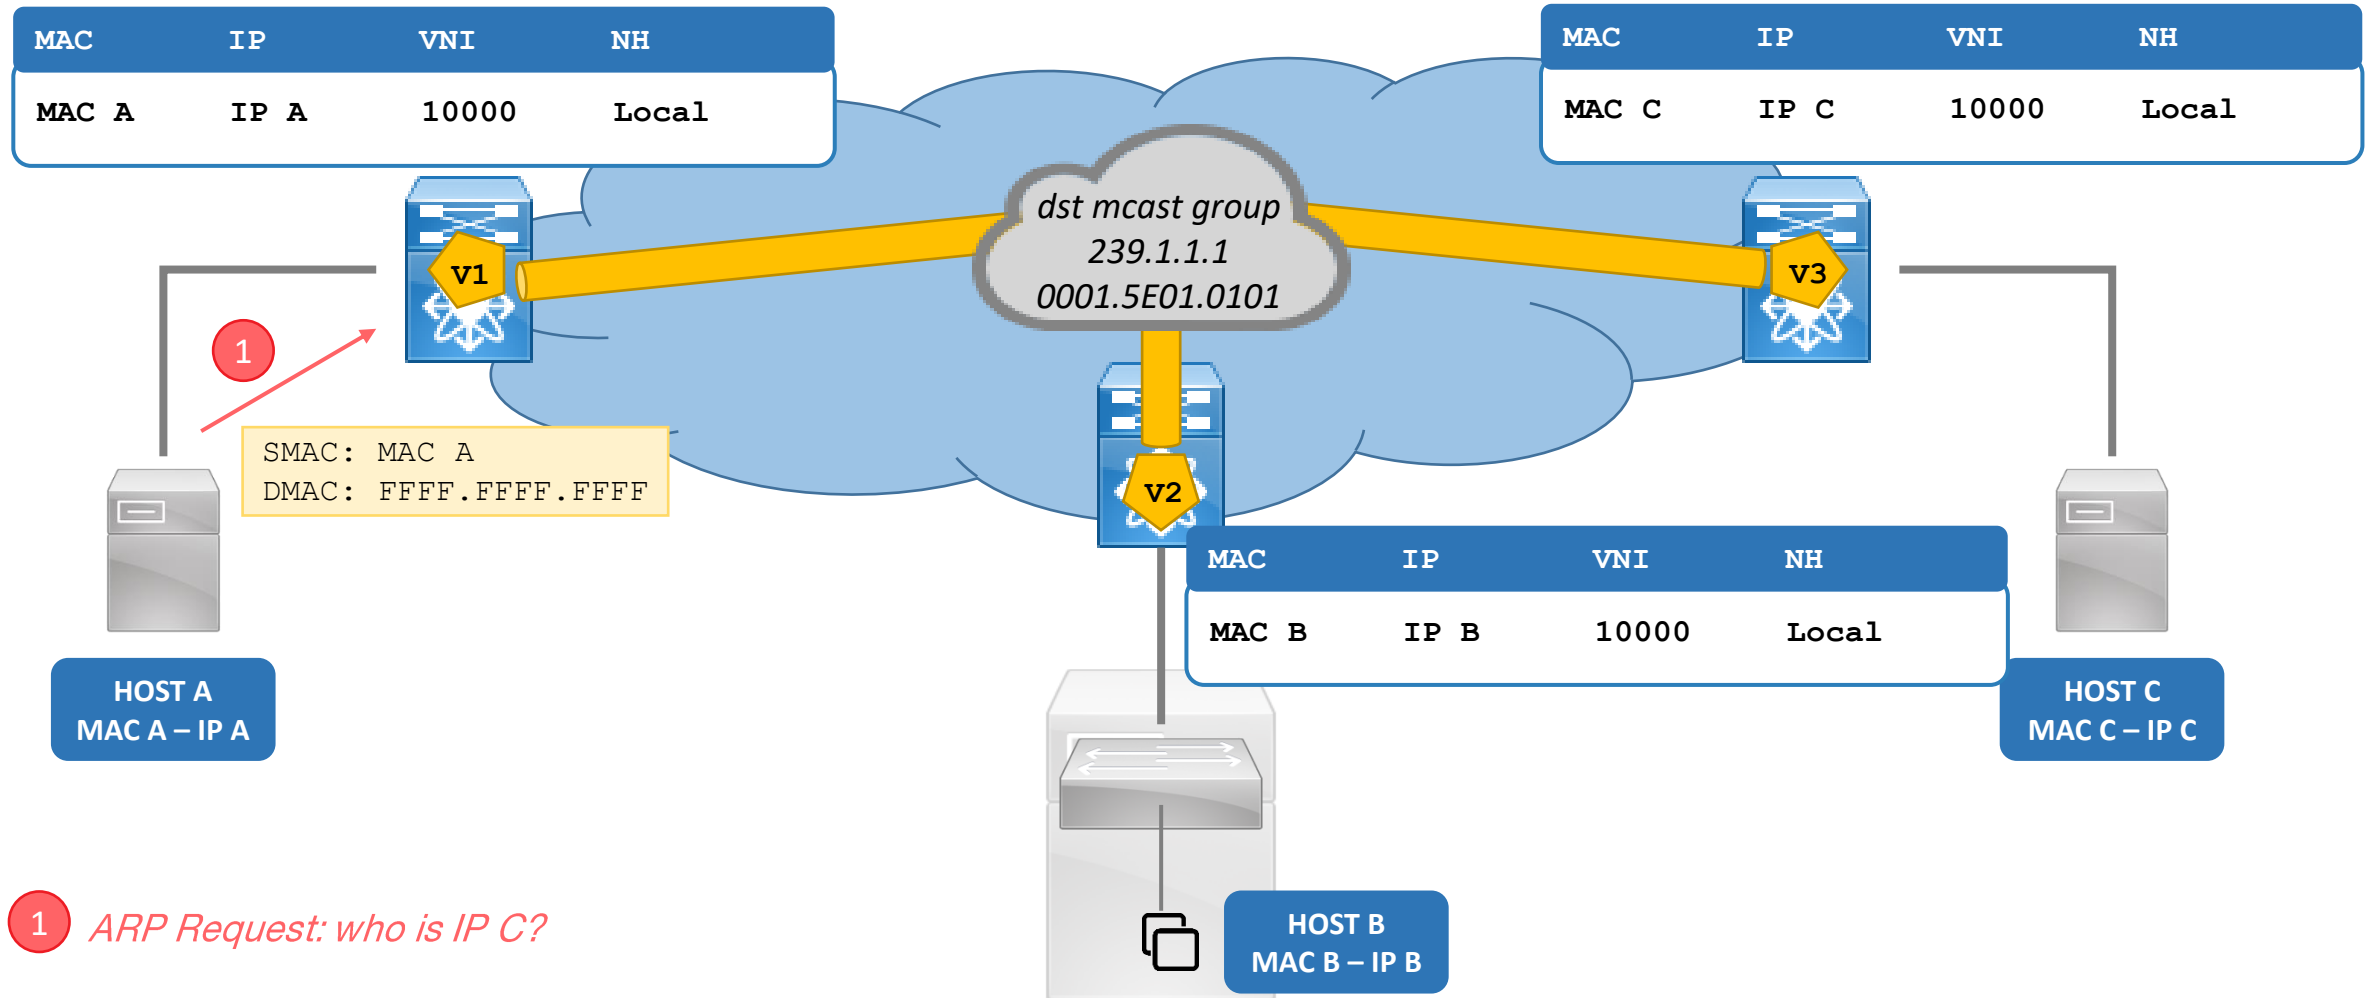 MAC IP VNI NH
MAC A IP A 10000 Local
MAC IP VNI NH
MAC C IP C 10000 Local
dst mcast group
239.1.1.1
0001.5E01.0101
v1
v3
1
SMAC: MAC A
DMAC: FFFF.FFFF.FFFF
v2
MAC IP VNI NH
MAC B IP B 10000 Local
HOST A
MAC A – IP A
HOST C
MAC C – IP C
1 ARP Request: who is IP C?
HOST B
MAC B – IP B